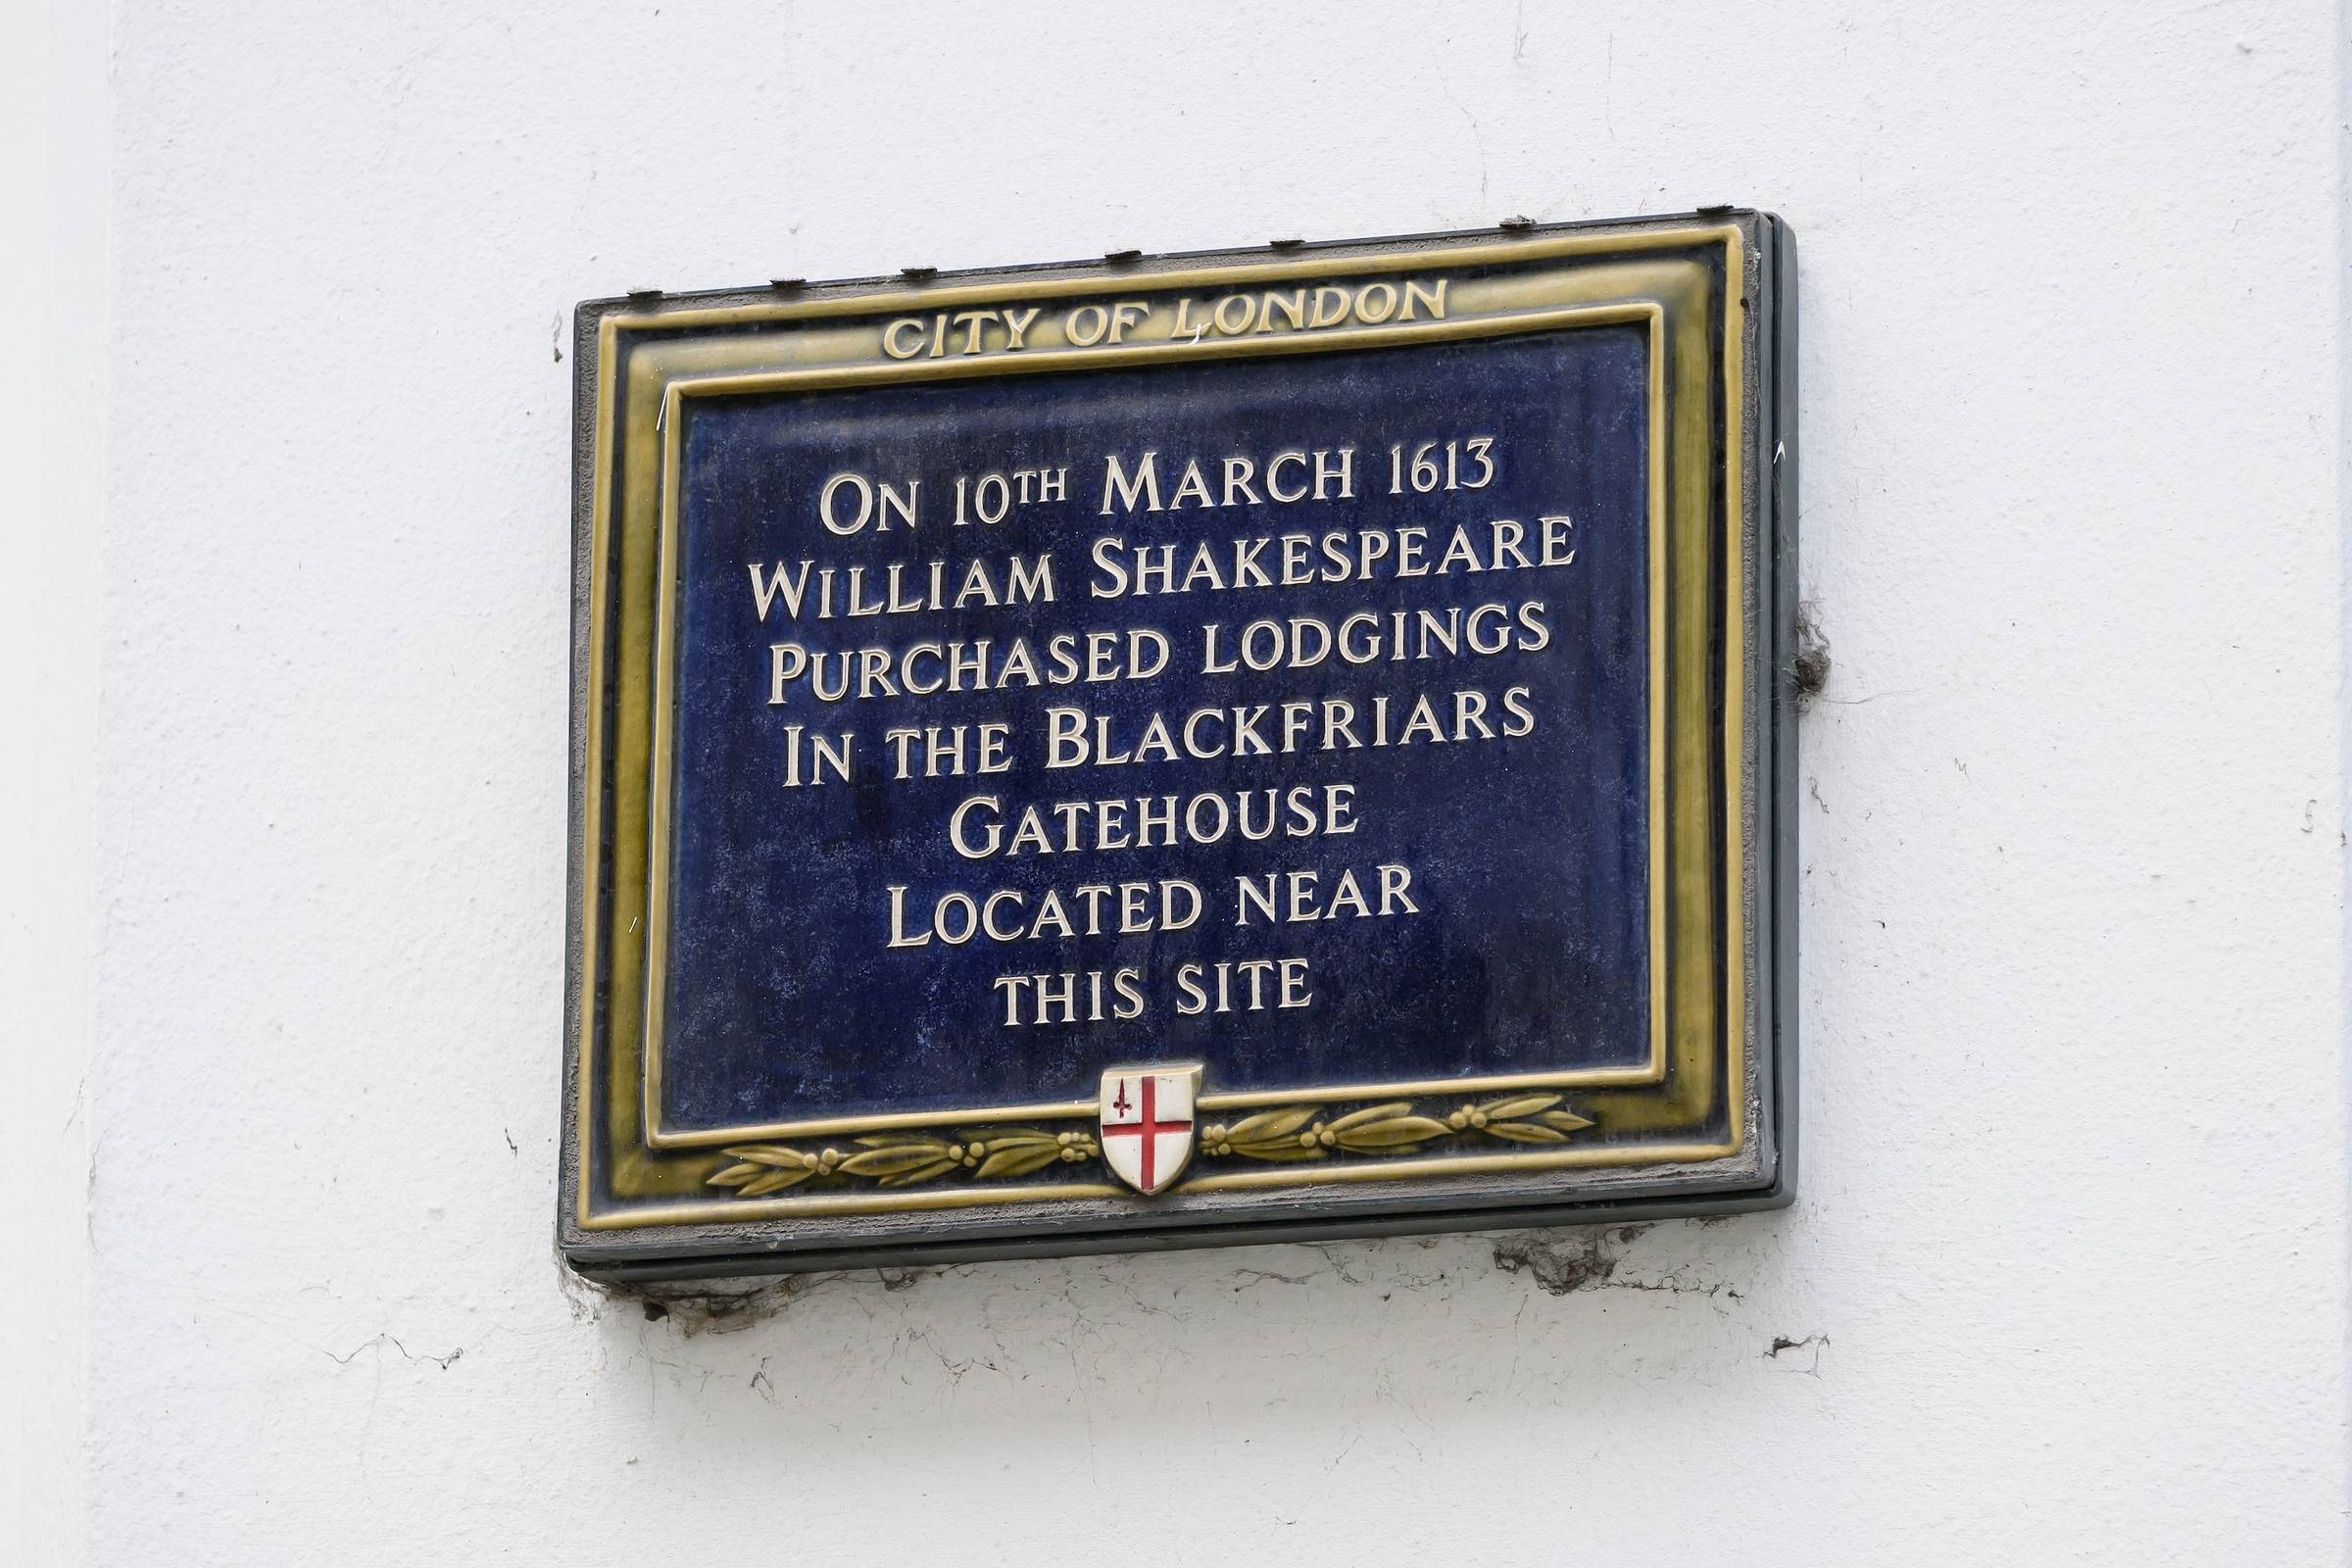 CITY OF LONDON
ON 10TH MARCH 1613
WILLIAM SHAKESPEARE
PURCHASED LODGINGS
IN THE BLACKFRIARS
GATEHOUSE
LOCATED NEAR
THIS SITE